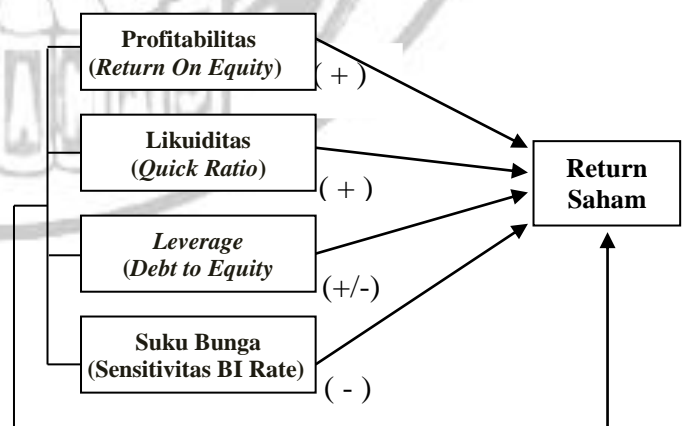 Profitabilitas
(Return On Equity)
( + )
Likuiditas
(Quick Ratio)
( + )
Leverage
(Debt to Equity
(+/-)
Suku Bunga
(Sensitivitas BI Rate)
( - )
Return
Saham